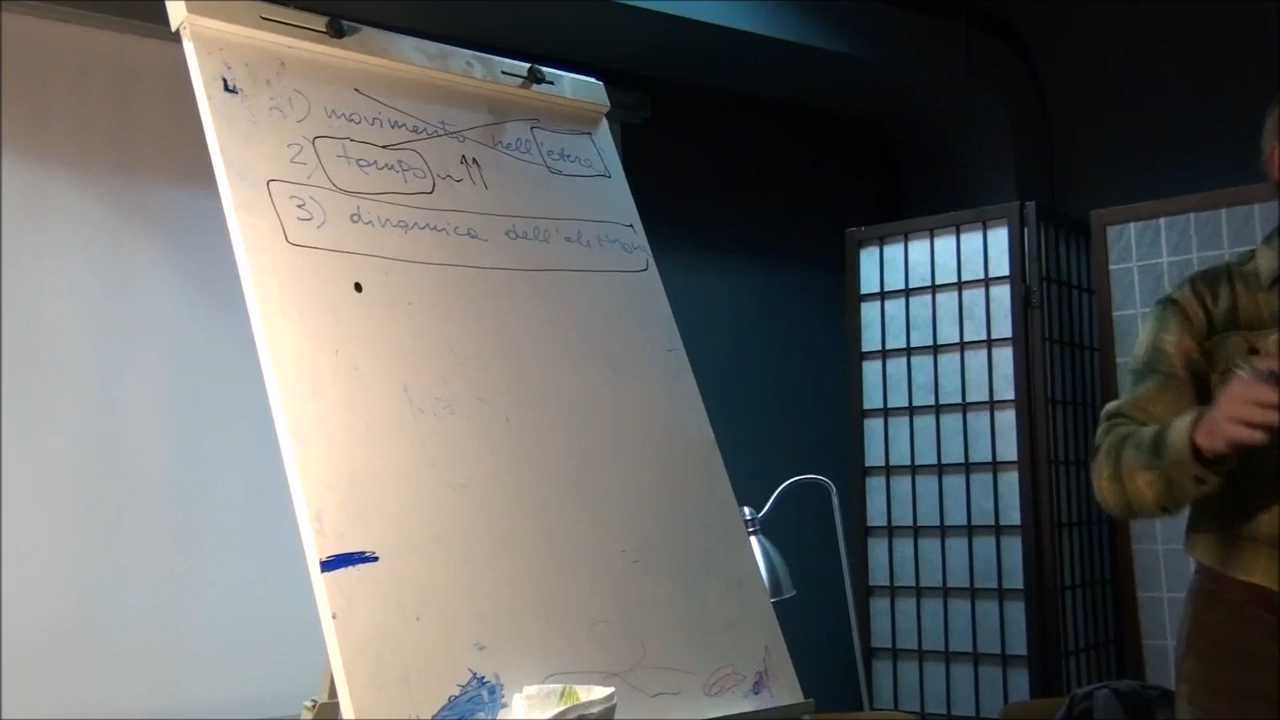 1) movimento nell'etere
2) tempo ~ ↑↑
3) dinamica dell'elettrone